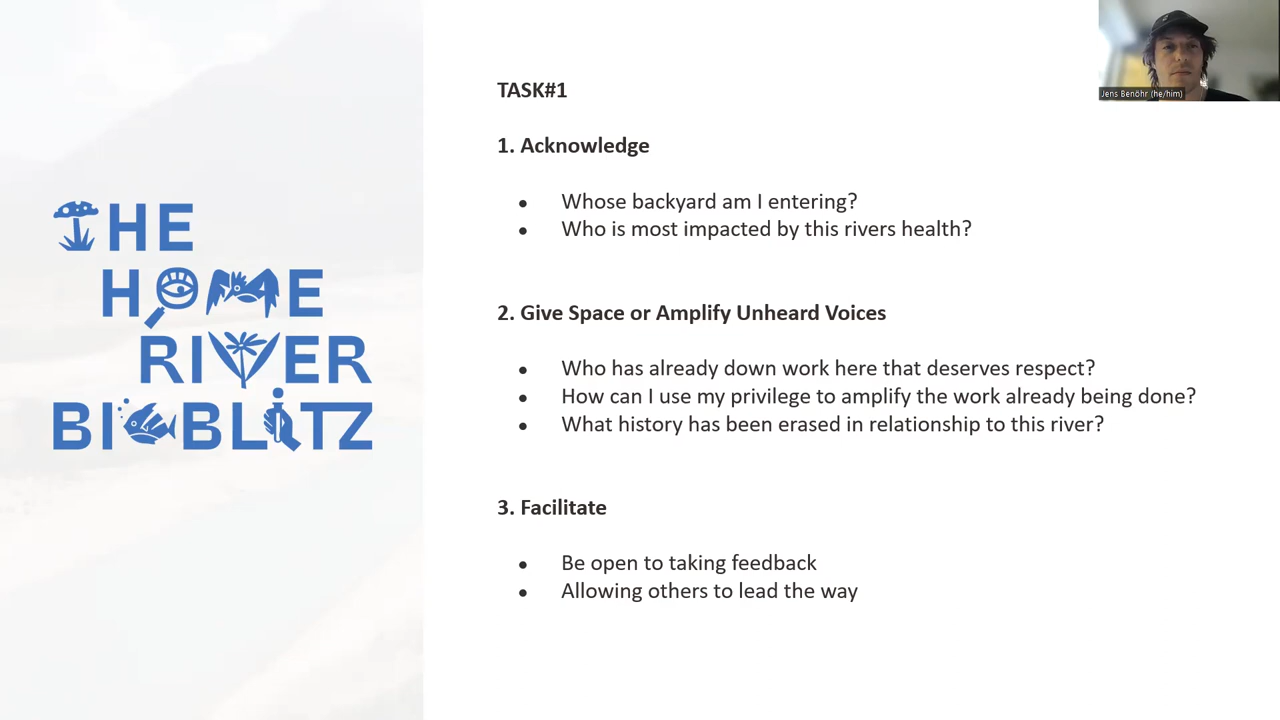 THE
HOME
RIVER
BIOBLITZ
TASK#1
1. Acknowledge
● Whose backyard am I entering?
● Who is most impacted by this rivers health?
2. Give Space or Amplify Unheard Voices
● Who has already down work here that deserves respect?
● How can I use my privilege to amplify the work already being done?
● What history has been erased in relationship to this river?
3. Facilitate
● Be open to taking feedback
● Allowing others to lead the way
Jens Benöhr (he/him)